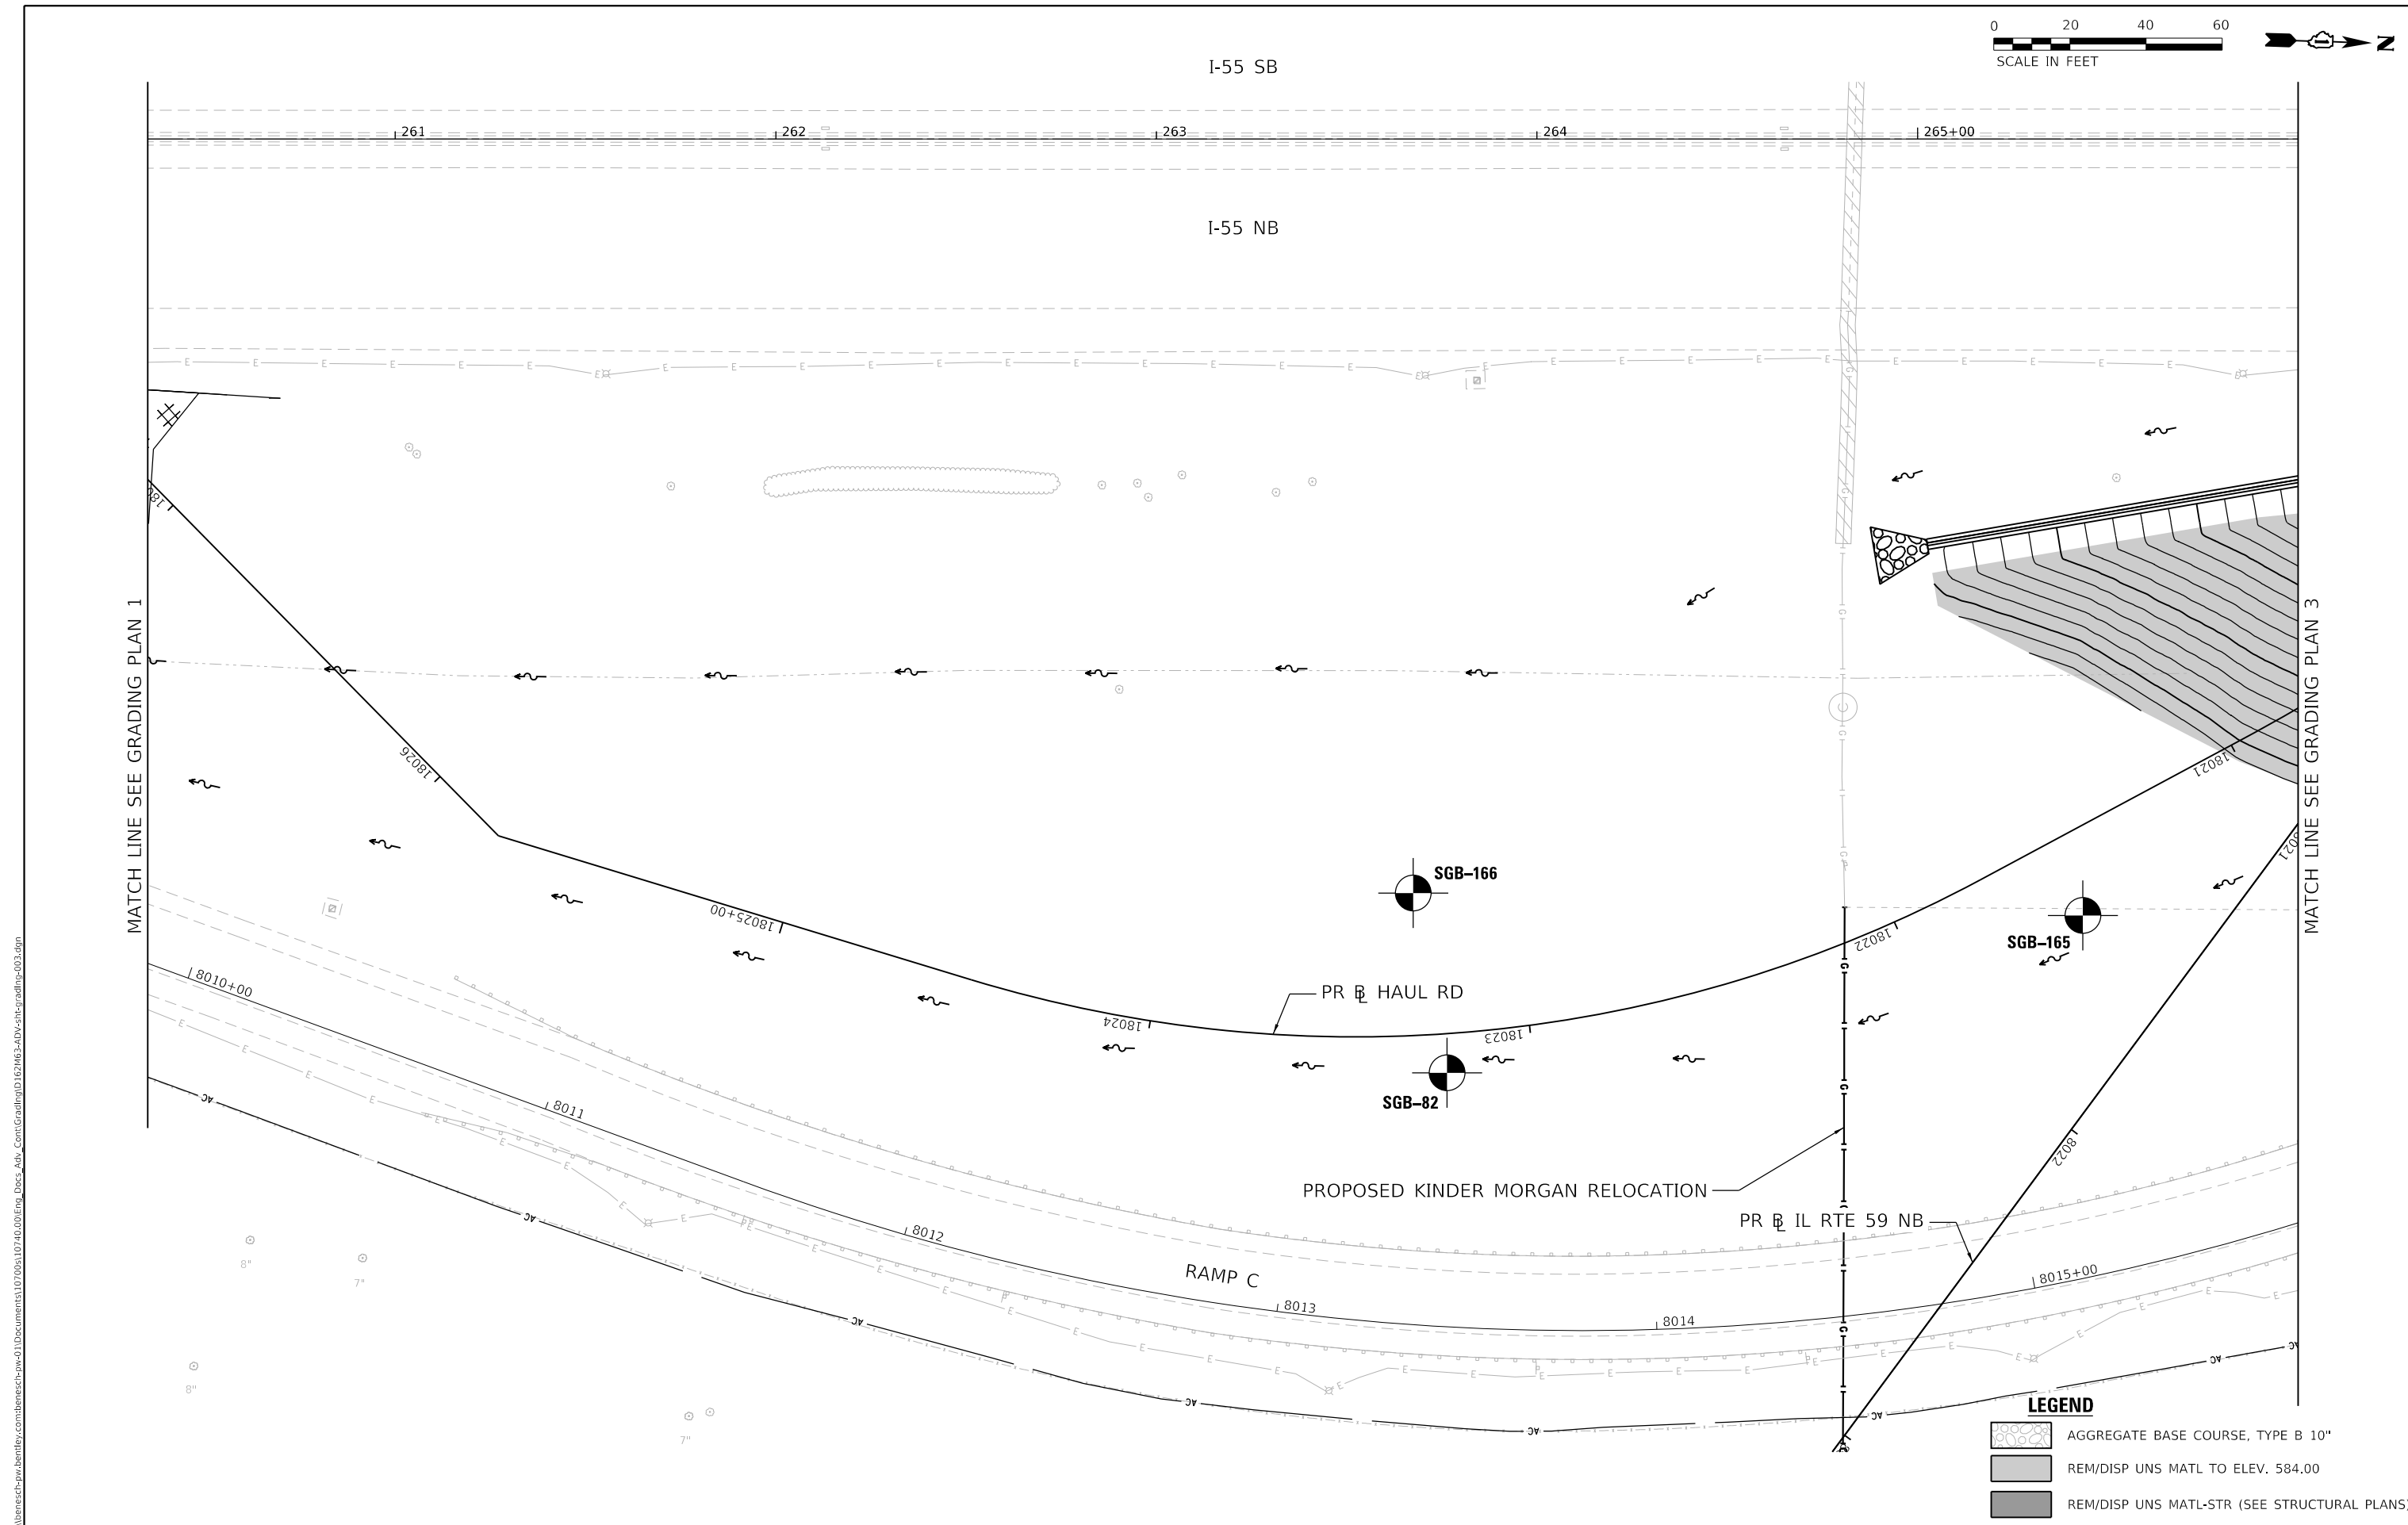 0 20 40 60
SCALE IN FEET
N
I-55 SB
261 262 263 264 265+00
I-55 NB
MATCH LINE SEE GRADING PLAN 1
MATCH LINE SEE GRADING PLAN 3
18026
18025+00
18024
18023
18022
18021
SGB-166
SGB-165
SGB-82
PR BL HAUL RD
PROPOSED KINDER MORGAN RELOCATION
PR BL IL RTE 59 NB
8022
8010+00
8011
8012
8013
8014
8015+00
RAMP C
8"
7"
8"
7"
LEGEND
AGGREGATE BASE COURSE, TYPE B 10"
REM/DISP UNS MATL TO ELEV. 584.00
REM/DISP UNS MATL-STR (SEE STRUCTURAL PLANS)